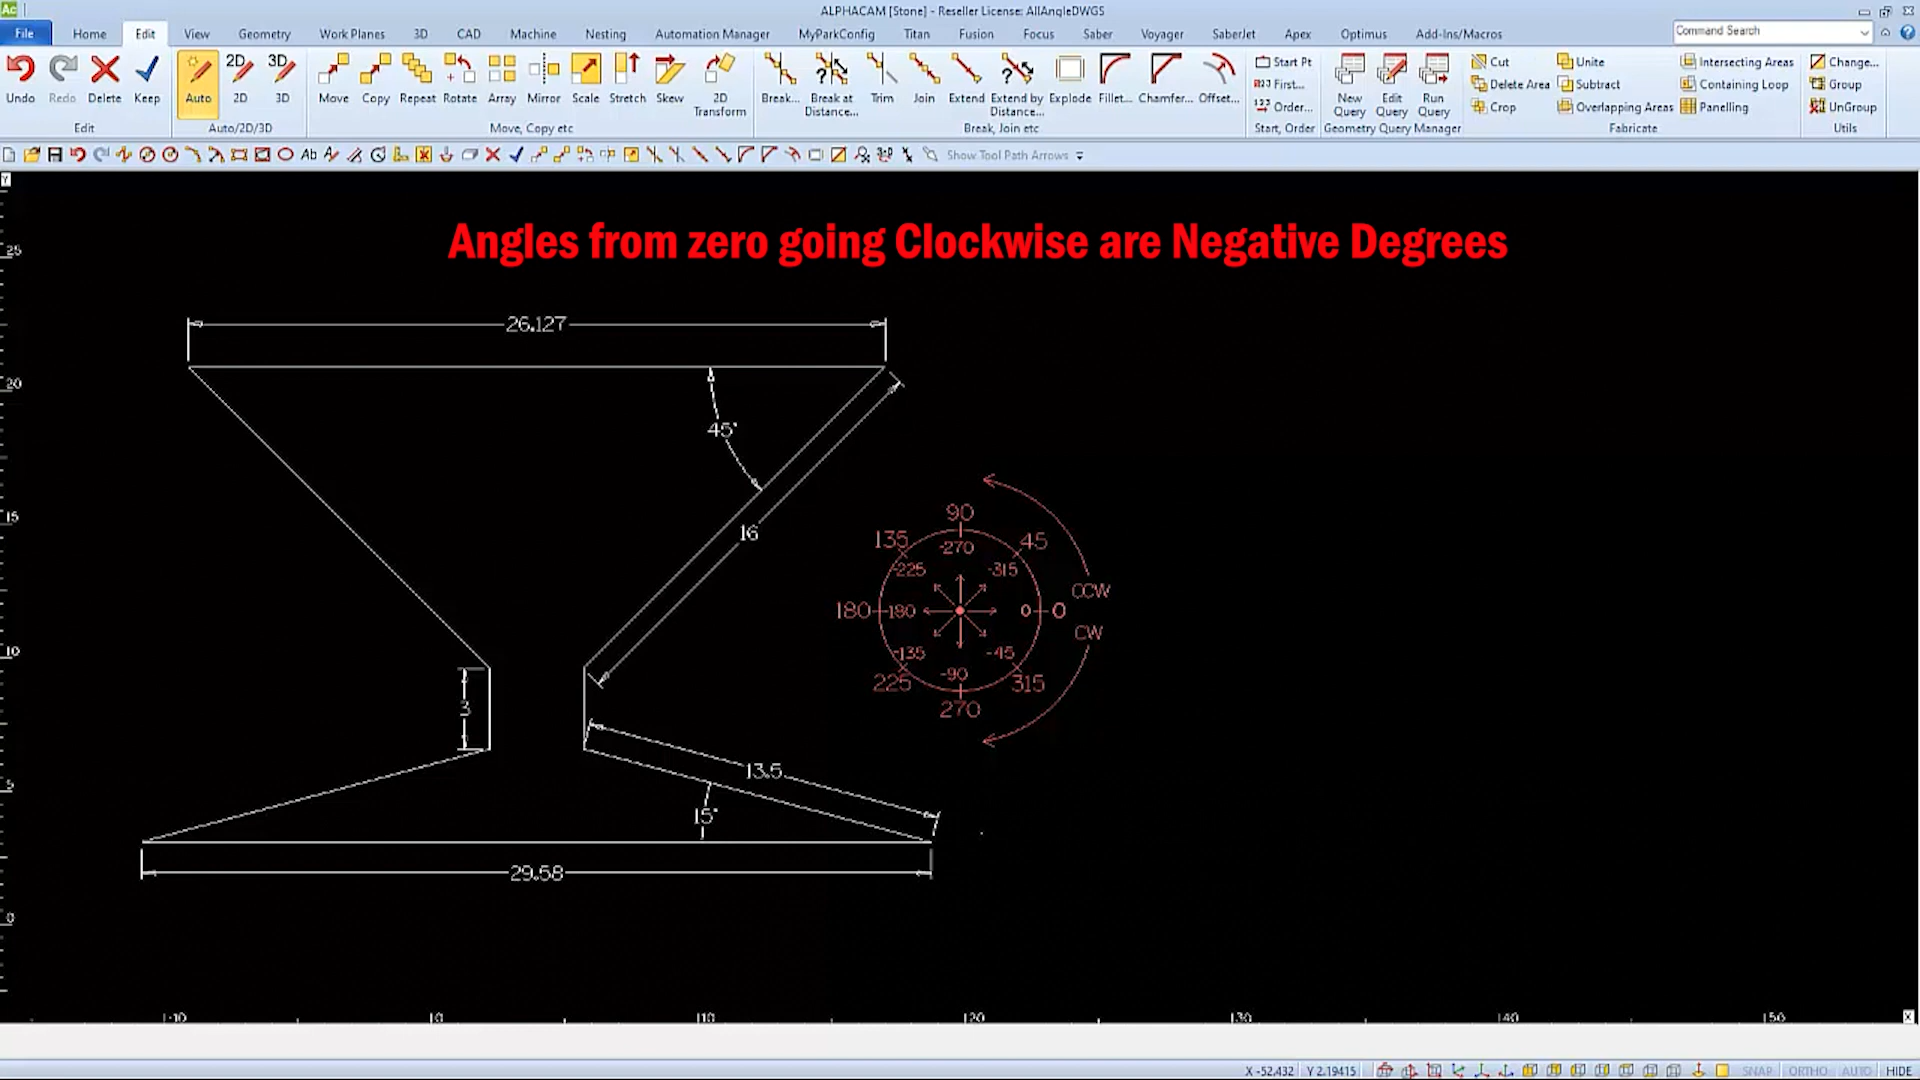 ALPHACAM [Stone] - Reseller License: AllAngleDWGS
File Home Edit View Geometry Work Planes 3D CAD Machine Nesting Automation Manager MyParkConfig Titan Fusion Focus Saber Voyager SaberJet Apex Optimus Add-Ins/Macros Command Search
Undo Redo Delete Keep
Edit
Auto 2D 3D
Auto/2D/3D
Move Copy Repeat Rotate Array Mirror Scale Stretch Skew 2D Transform
Move, Copy etc
Break... Break at Distance... Trim Join Extend Extend by Distance... Explode Fillet... Chamfer... Offset...
Break, Join etc
Start Pt
First...
Order...
Start, Order
New Query Edit Query Run Query
Geometry Query Manager
Cut Unite Intersecting Areas
Delete Area Subtract Containing Loop
Crop Overlapping Areas Panelling
Fabricate
Change...
Group
UnGroup
Utils
Show Tool Path Arrows
Y
Angles from zero going Clockwise are Negative Degrees
25
20
15
10
5
0
26.127
45°
16
3
13.5
15°
29.58
90
135 -270 45
-225 -315
CCW
180 -180 0 0
CW
-135 -45
225 -90 315
270
-10 0 10 20 30 40 50 X
X -52.432 Y 2.19415 SNAP ORTHO AUTO HIDE